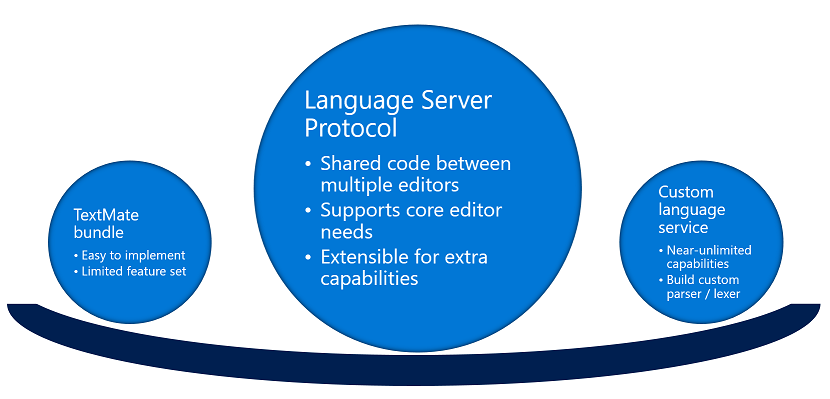 TextMate
bundle
• Easy to implement
• Limited feature set
Language Server
Protocol
• Shared code between
multiple editors
• Supports core editor
needs
• Extensible for extra
capabilities
Custom
language
service
• Near-unlimited
capabilities
• Build custom
parser / lexer